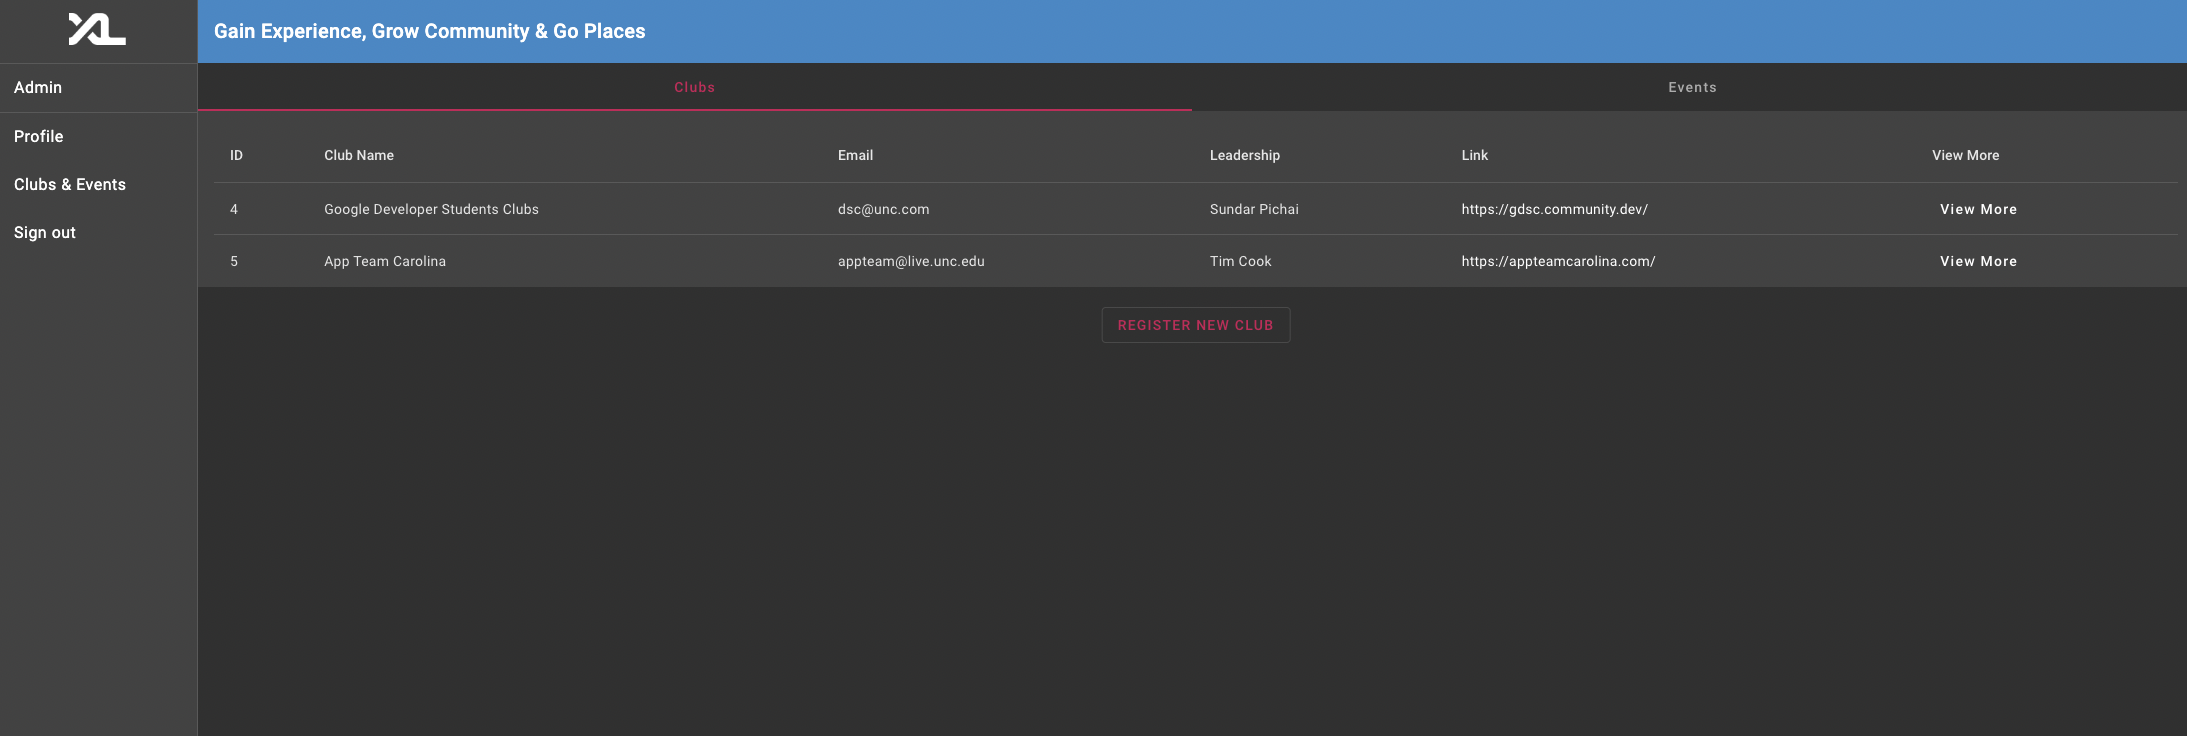 XL
Gain Experience, Grow Community & Go Places
Admin
Profile
Clubs & Events
Sign out
Clubs Events
ID Club Name Email Leadership Link View More
4 Google Developer Students Clubs dsc@unc.com Sundar Pichai https://gdsc.community.dev/ View More
5 App Team Carolina appteam@live.unc.edu Tim Cook https://appteamcarolina.com/ View More
REGISTER NEW CLUB